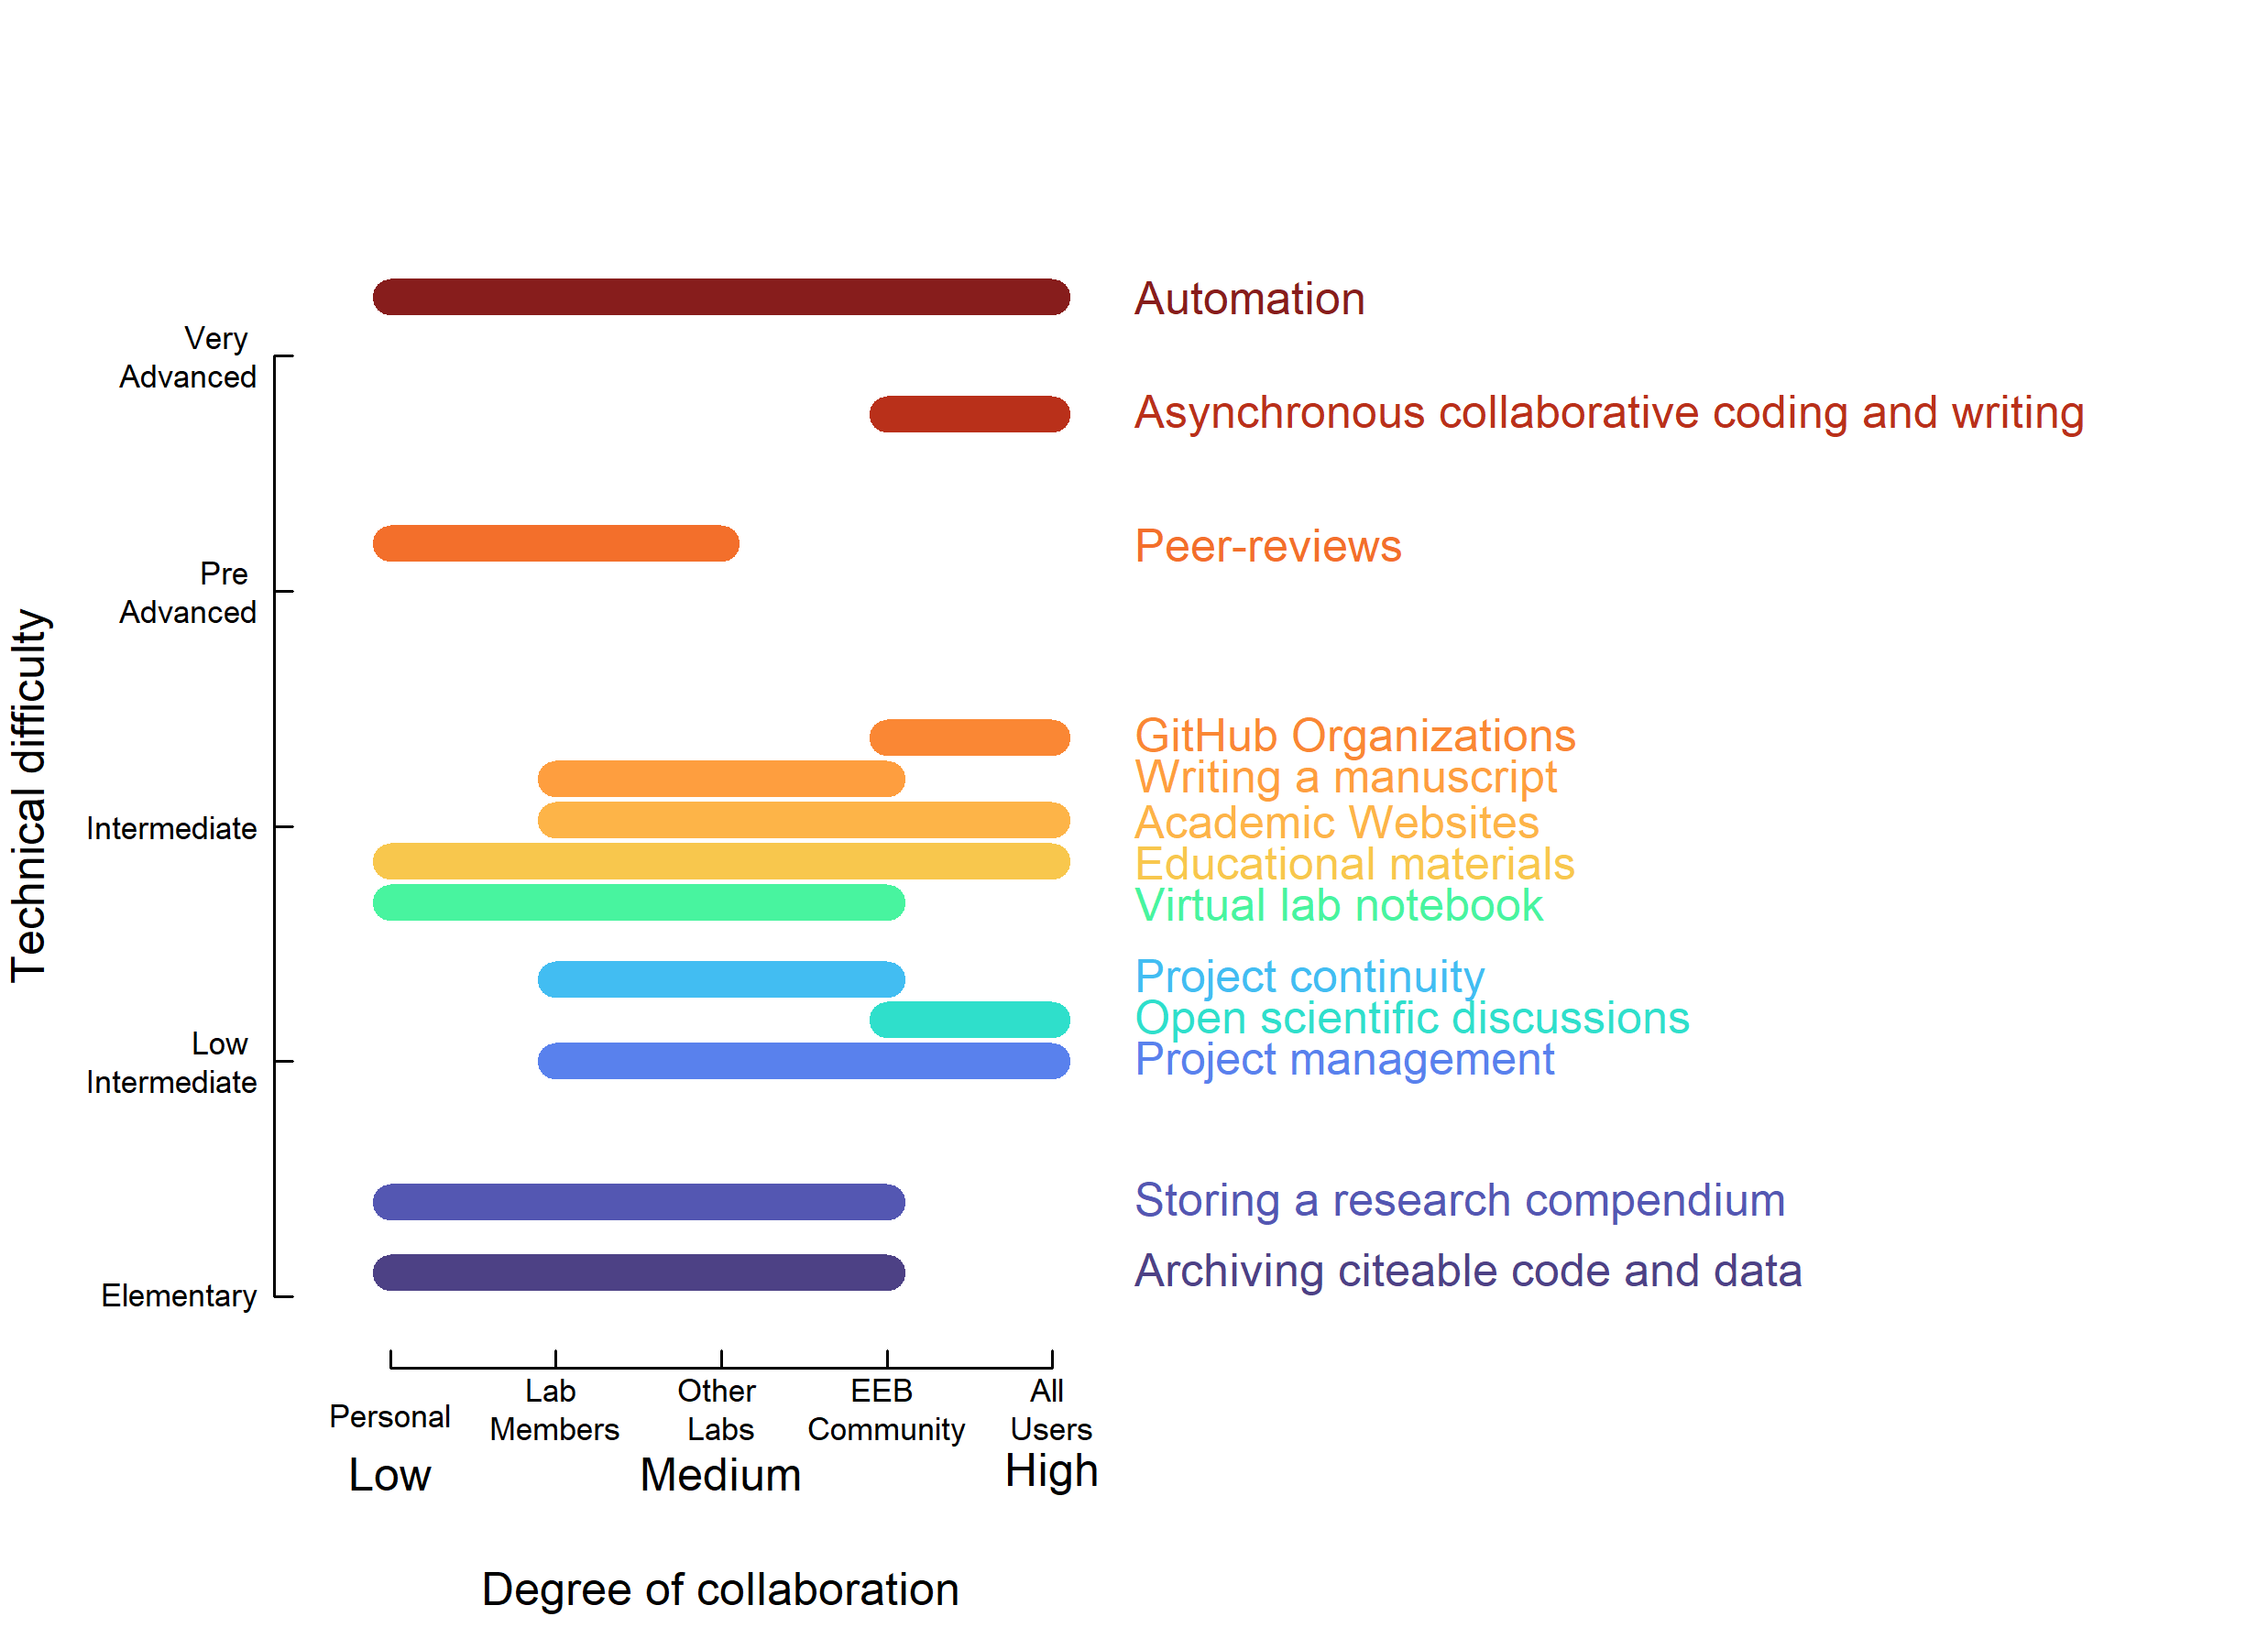 Automation
Very
Advanced
Asynchronous collaborative coding and writing
Peer-reviews
Pre
Advanced
Technical difficulty
GitHub Organizations
Writing a manuscript
Academic Websites
Intermediate
Educational materials
Virtual lab notebook
Project continuity
Open scientific discussions
Low
Intermediate
Project management
Storing a research compendium
Archiving citeable code and data
Elementary
Personal
Lab
Members
Other
Labs
EEB
Community
All
Users
Low
Medium
High
Degree of collaboration